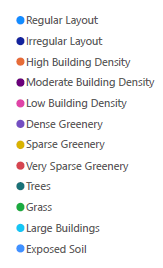 Regular Layout
Irregular Layout
High Building Density
Moderate Building Density
Low Building Density
Dense Greenery
Sparse Greenery
Very Sparse Greenery
Trees
Grass
Large Buildings
Exposed Soil